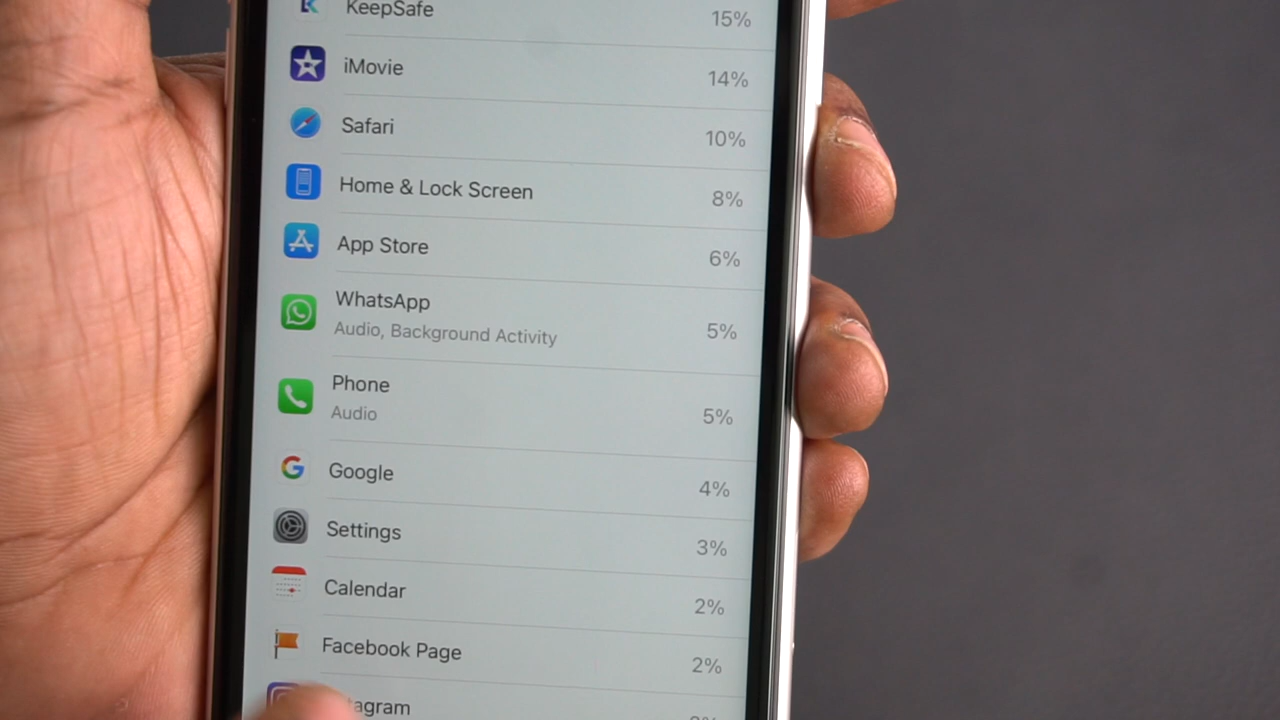 KeepSafe 15%
iMovie 14%
Safari 10%
Home & Lock Screen 8%
App Store 6%
WhatsApp
Audio, Background Activity 5%
Phone
Audio 5%
Google 4%
Settings 3%
Calendar 2%
Facebook Page 2%